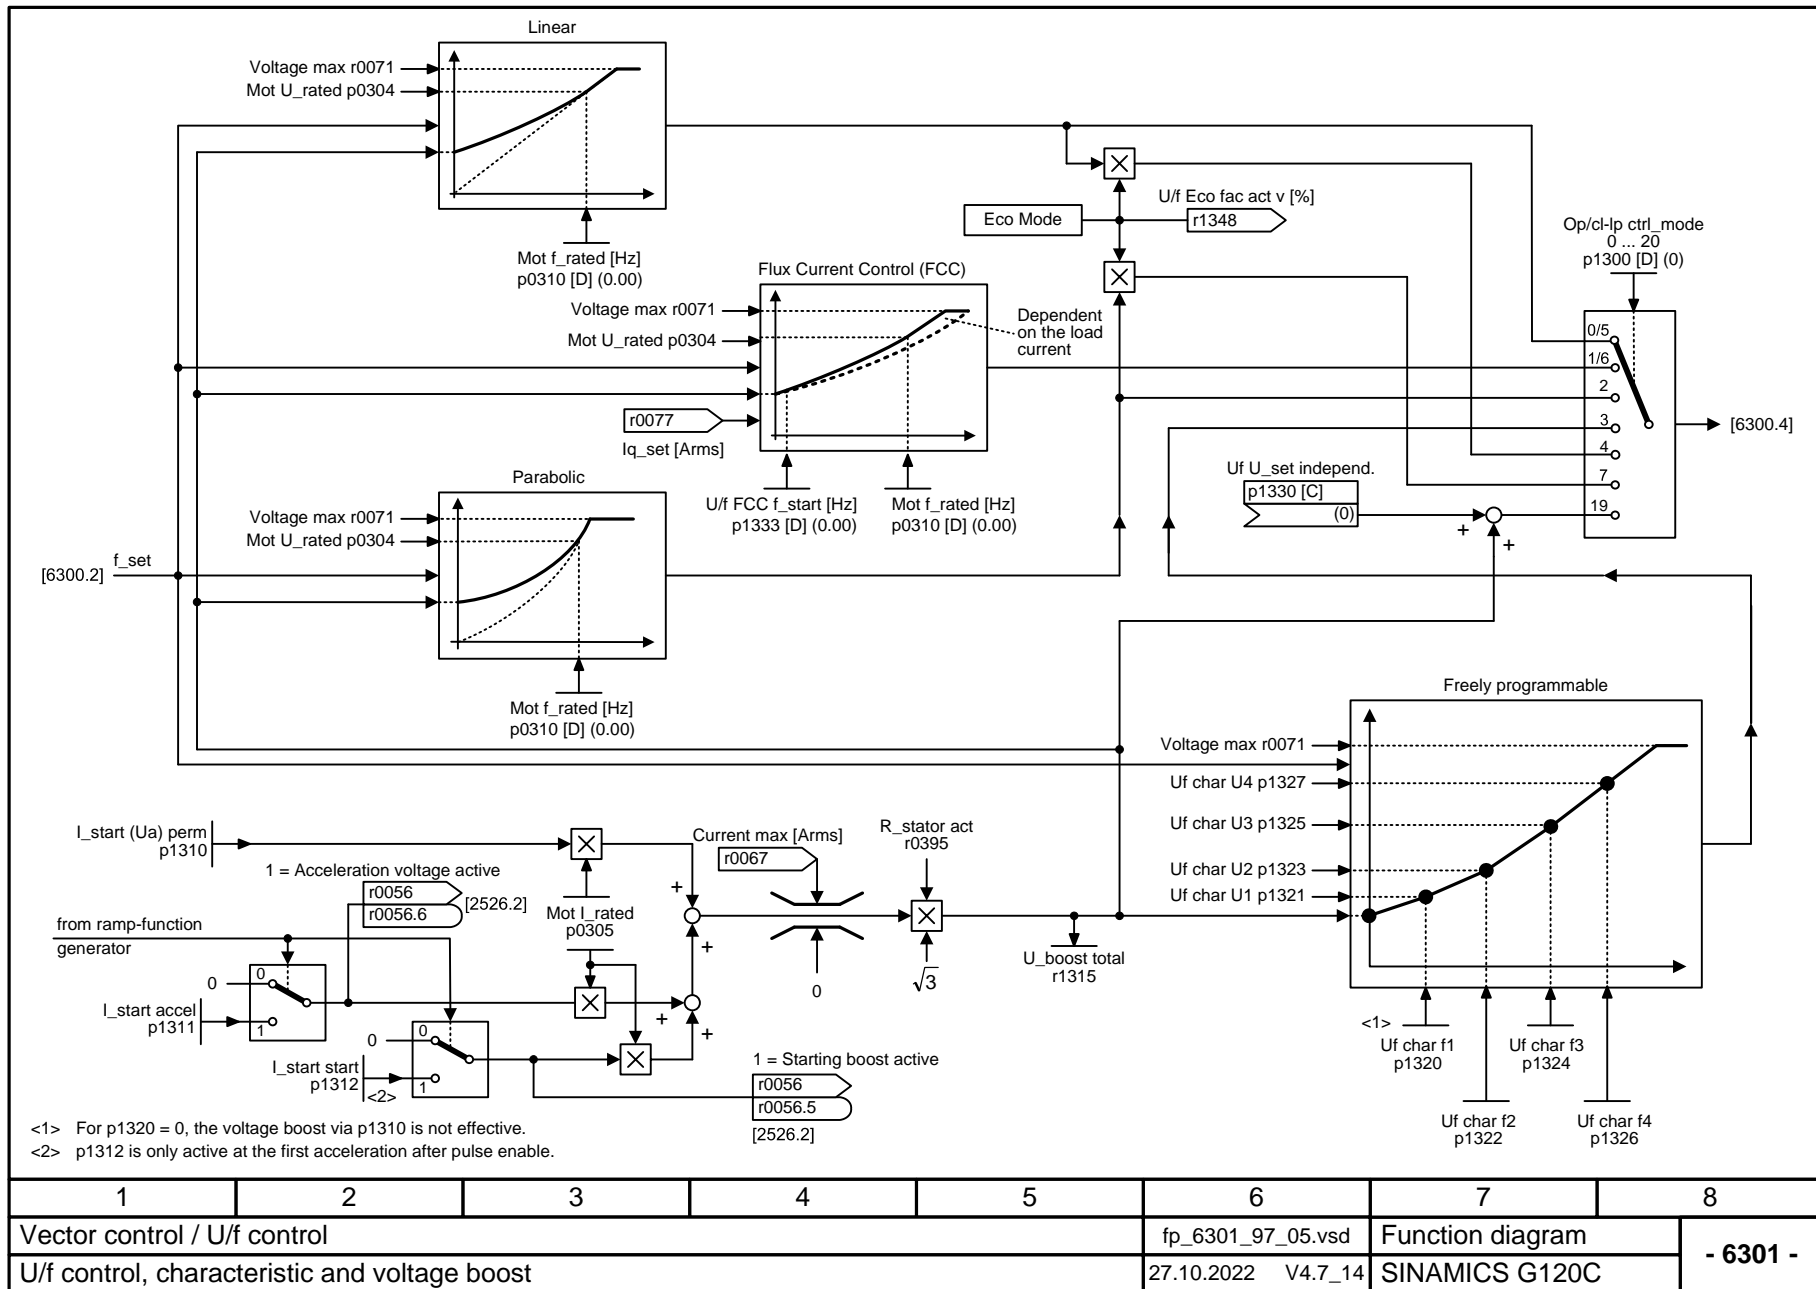 Linear
Voltage max r0071
Mot U_rated p0304
Mot f_rated [Hz]
p0310 [D] (0.00)
Eco Mode
U/f Eco fac act v [%]
r1348
Op/cl-lp ctrl_mode
0 ... 20
p1300 [D] (0)
Flux Current Control (FCC)
Voltage max r0071
Mot U_rated p0304
Dependent
on the load
current
r0077
Iq_set [Arms]
U/f FCC f_start [Hz]
p1333 [D] (0.00)
Mot f_rated [Hz]
p0310 [D] (0.00)
0/5
1/6
2
3
4
7
19
[6300.4]
Uf U_set independ.
p1330 [C]
(0)
+
+
Parabolic
Voltage max r0071
Mot U_rated p0304
[6300.2]
f_set
Mot f_rated [Hz]
p0310 [D] (0.00)
Freely programmable
Voltage max r0071
Uf char U4 p1327
Uf char U3 p1325
Uf char U2 p1323
Uf char U1 p1321
<1>
Uf char f1
p1320
Uf char f3
p1324
Uf char f2
p1322
Uf char f4
p1326
I_start (Ua) perm
p1310
1 = Acceleration voltage active
r0056
r0056.6
[2526.2]
from ramp-function
generator
0
0
1
I_start accel
p1311
Mot I_rated
p0305
+
+
+
+
Current max [Arms]
r0067
0
R_stator act
r0395
√3
U_boost total
r1315
0
0
1
I_start start
p1312
<2>
1 = Starting boost active
r0056
r0056.5
[2526.2]
<1> For p1320 = 0, the voltage boost via p1310 is not effective.
<2> p1312 is only active at the first acceleration after pulse enable.
1 2 3 4 5 6 7 8
Vector control / U/f control
fp_6301_97_05.vsd
Function diagram
- 6301 -
U/f control, characteristic and voltage boost
27.10.2022 V4.7_14
SINAMICS G120C